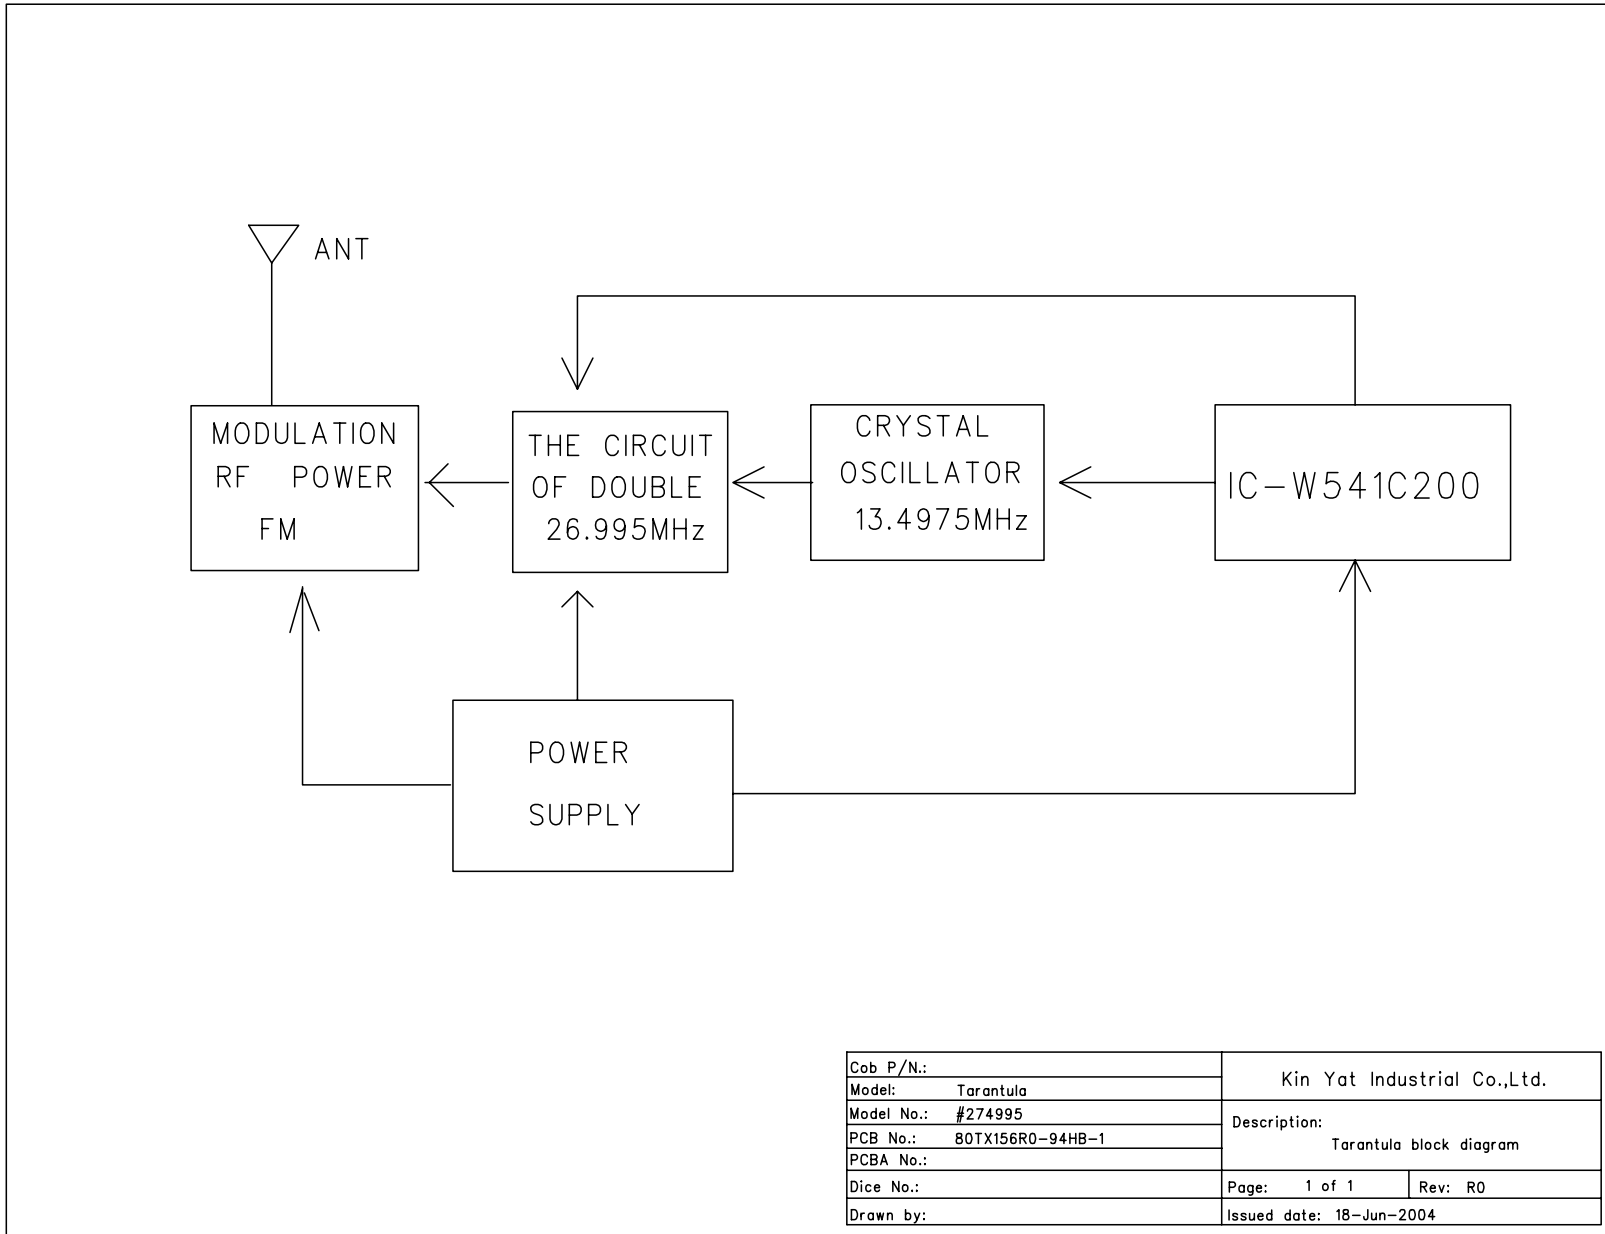 ANT
MODULATION
RF POWER
FM
THE CIRCUIT
OF DOUBLE
26.995MHz
CRYSTAL
OSCILLATOR
13.4975MHz
IC-W541C200
POWER
SUPPLY
Cob P/N.:
Model: Tarantula
Model No.: #274995
PCB No.: 80TX156R0-94HB-1
PCBA No.:
Dice No.:
Drawn by:
Kin Yat Industrial Co.,Ltd.
Description:
Tarantula block diagram
Page: 1 of 1 Rev: R0
Issued date: 18-Jun-2004